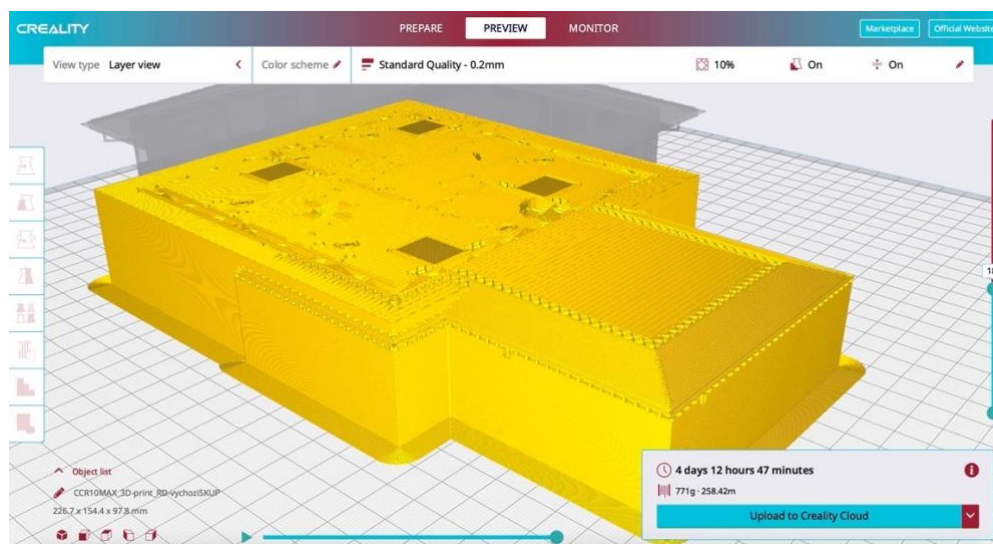 CREALITY
PREPARE PREVIEW MONITOR
Marketplace Official Website
View type Layer view Color scheme Standard Quality - 0.2mm 10% On On
Object list
CCR10MAX_3D-print_RD-vychoziSKUP
226.7 x 154.4 x 97.8 mm
4 days 12 hours 47 minutes
771g · 258.42m
Upload to Creality Cloud